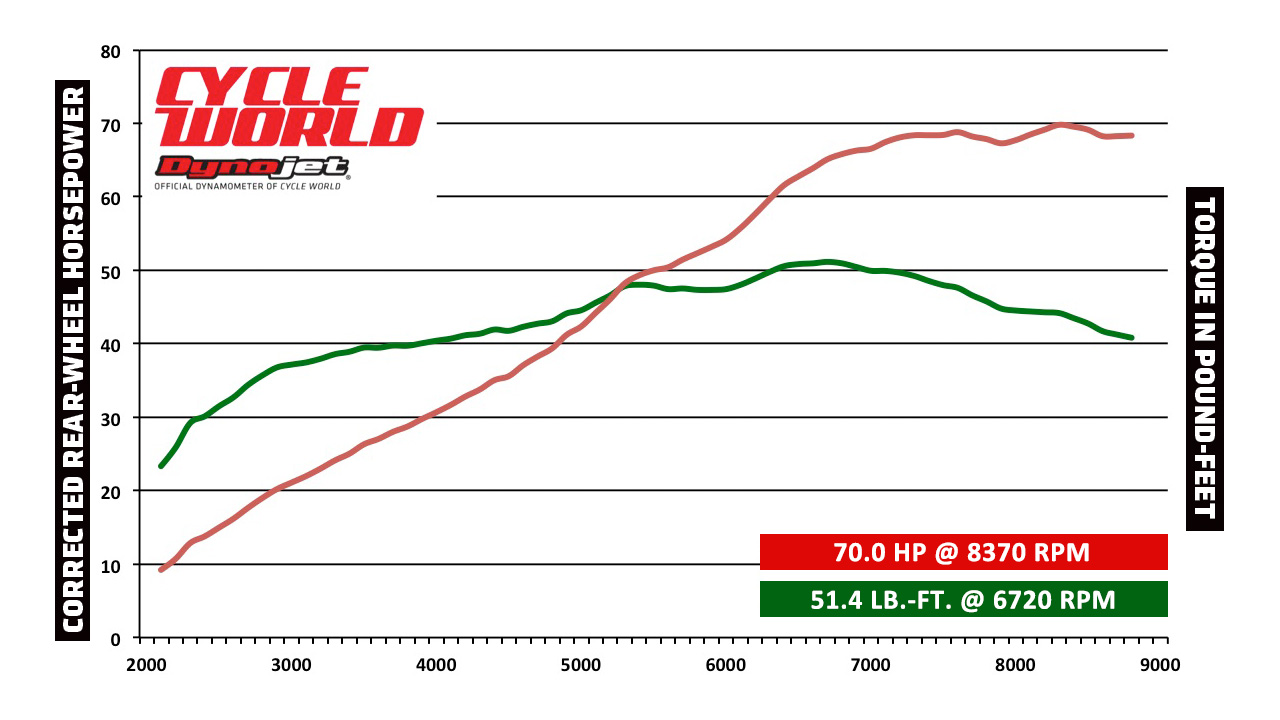 CYCLE
WORLD
Dynojet
OFFICIAL DYNAMOMETER OF CYCLE WORLD
CORRECTED REAR-WHEEL HORSEPOWER
80
70
60
50
40
30
20
10
0
2000 3000 4000 5000 6000 7000 8000 9000
70.0 HP @ 8370 RPM
51.4 LB.-FT. @ 6720 RPM
TORQUE IN POUND-FEET